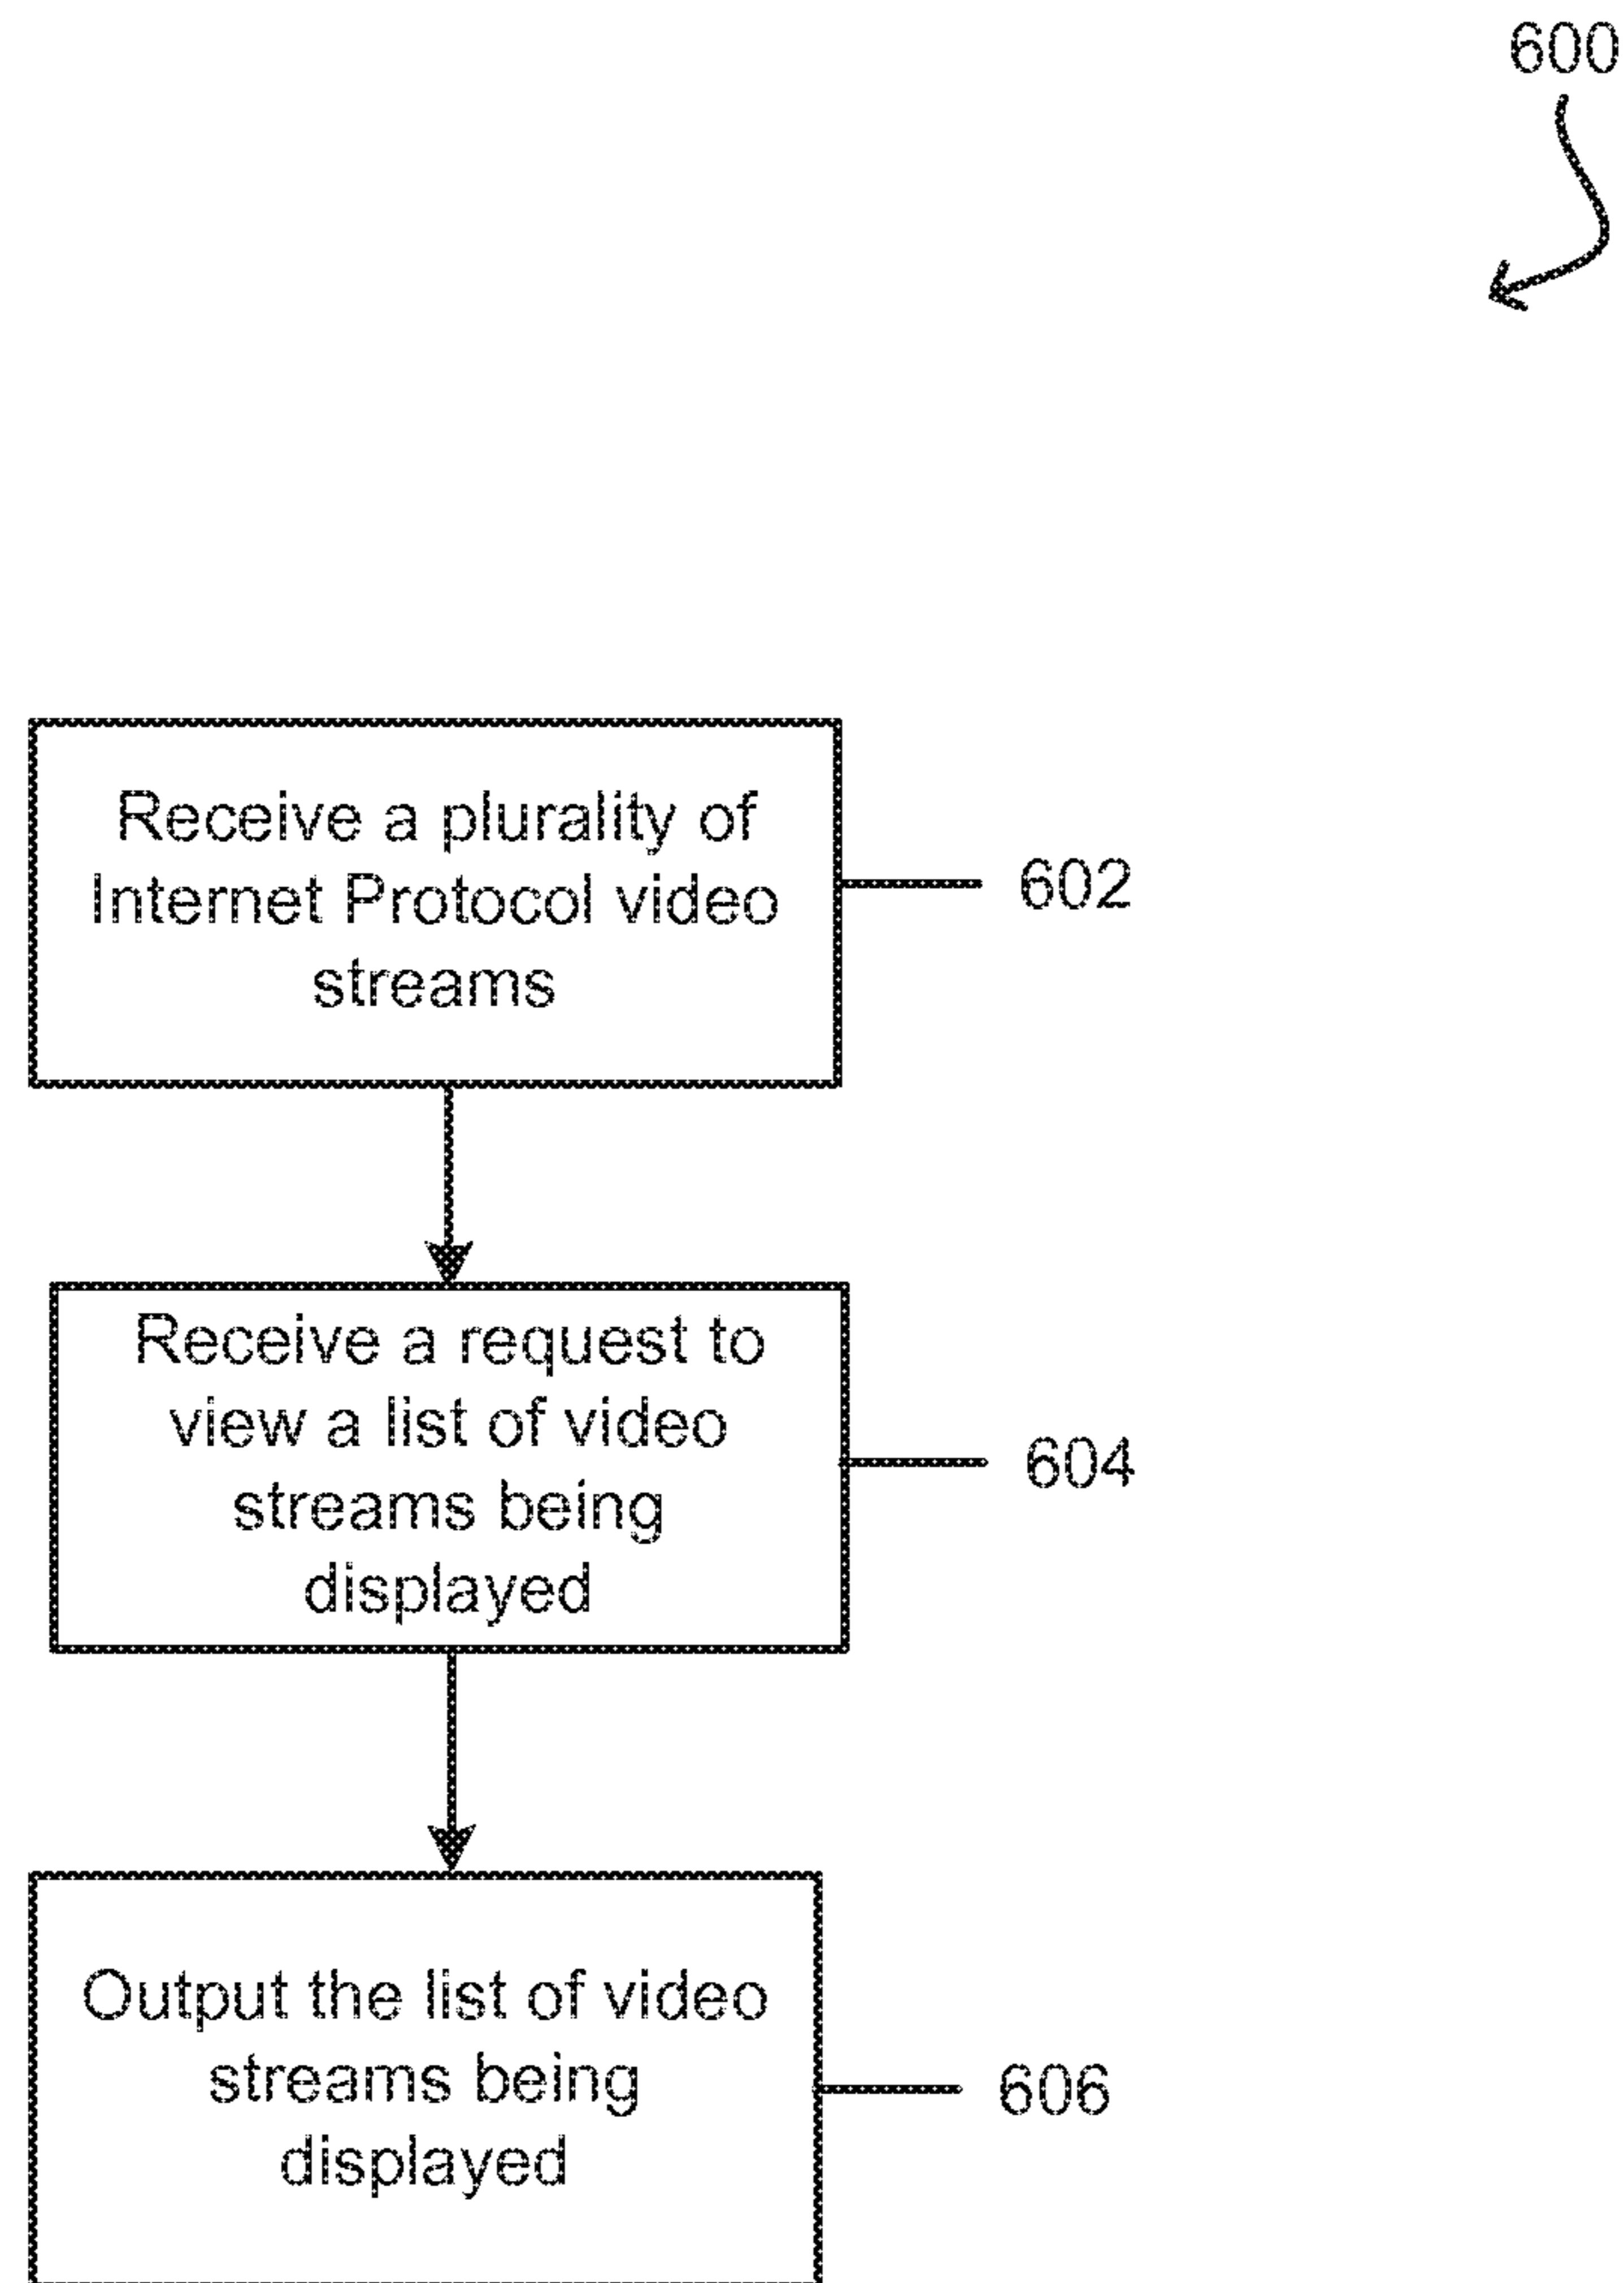 600
Receive a plurality of
Internet Protocol video
streams
602
Receive a request to
view a list of video
streams being
displayed
604
Output the list of video
streams being
displayed
606